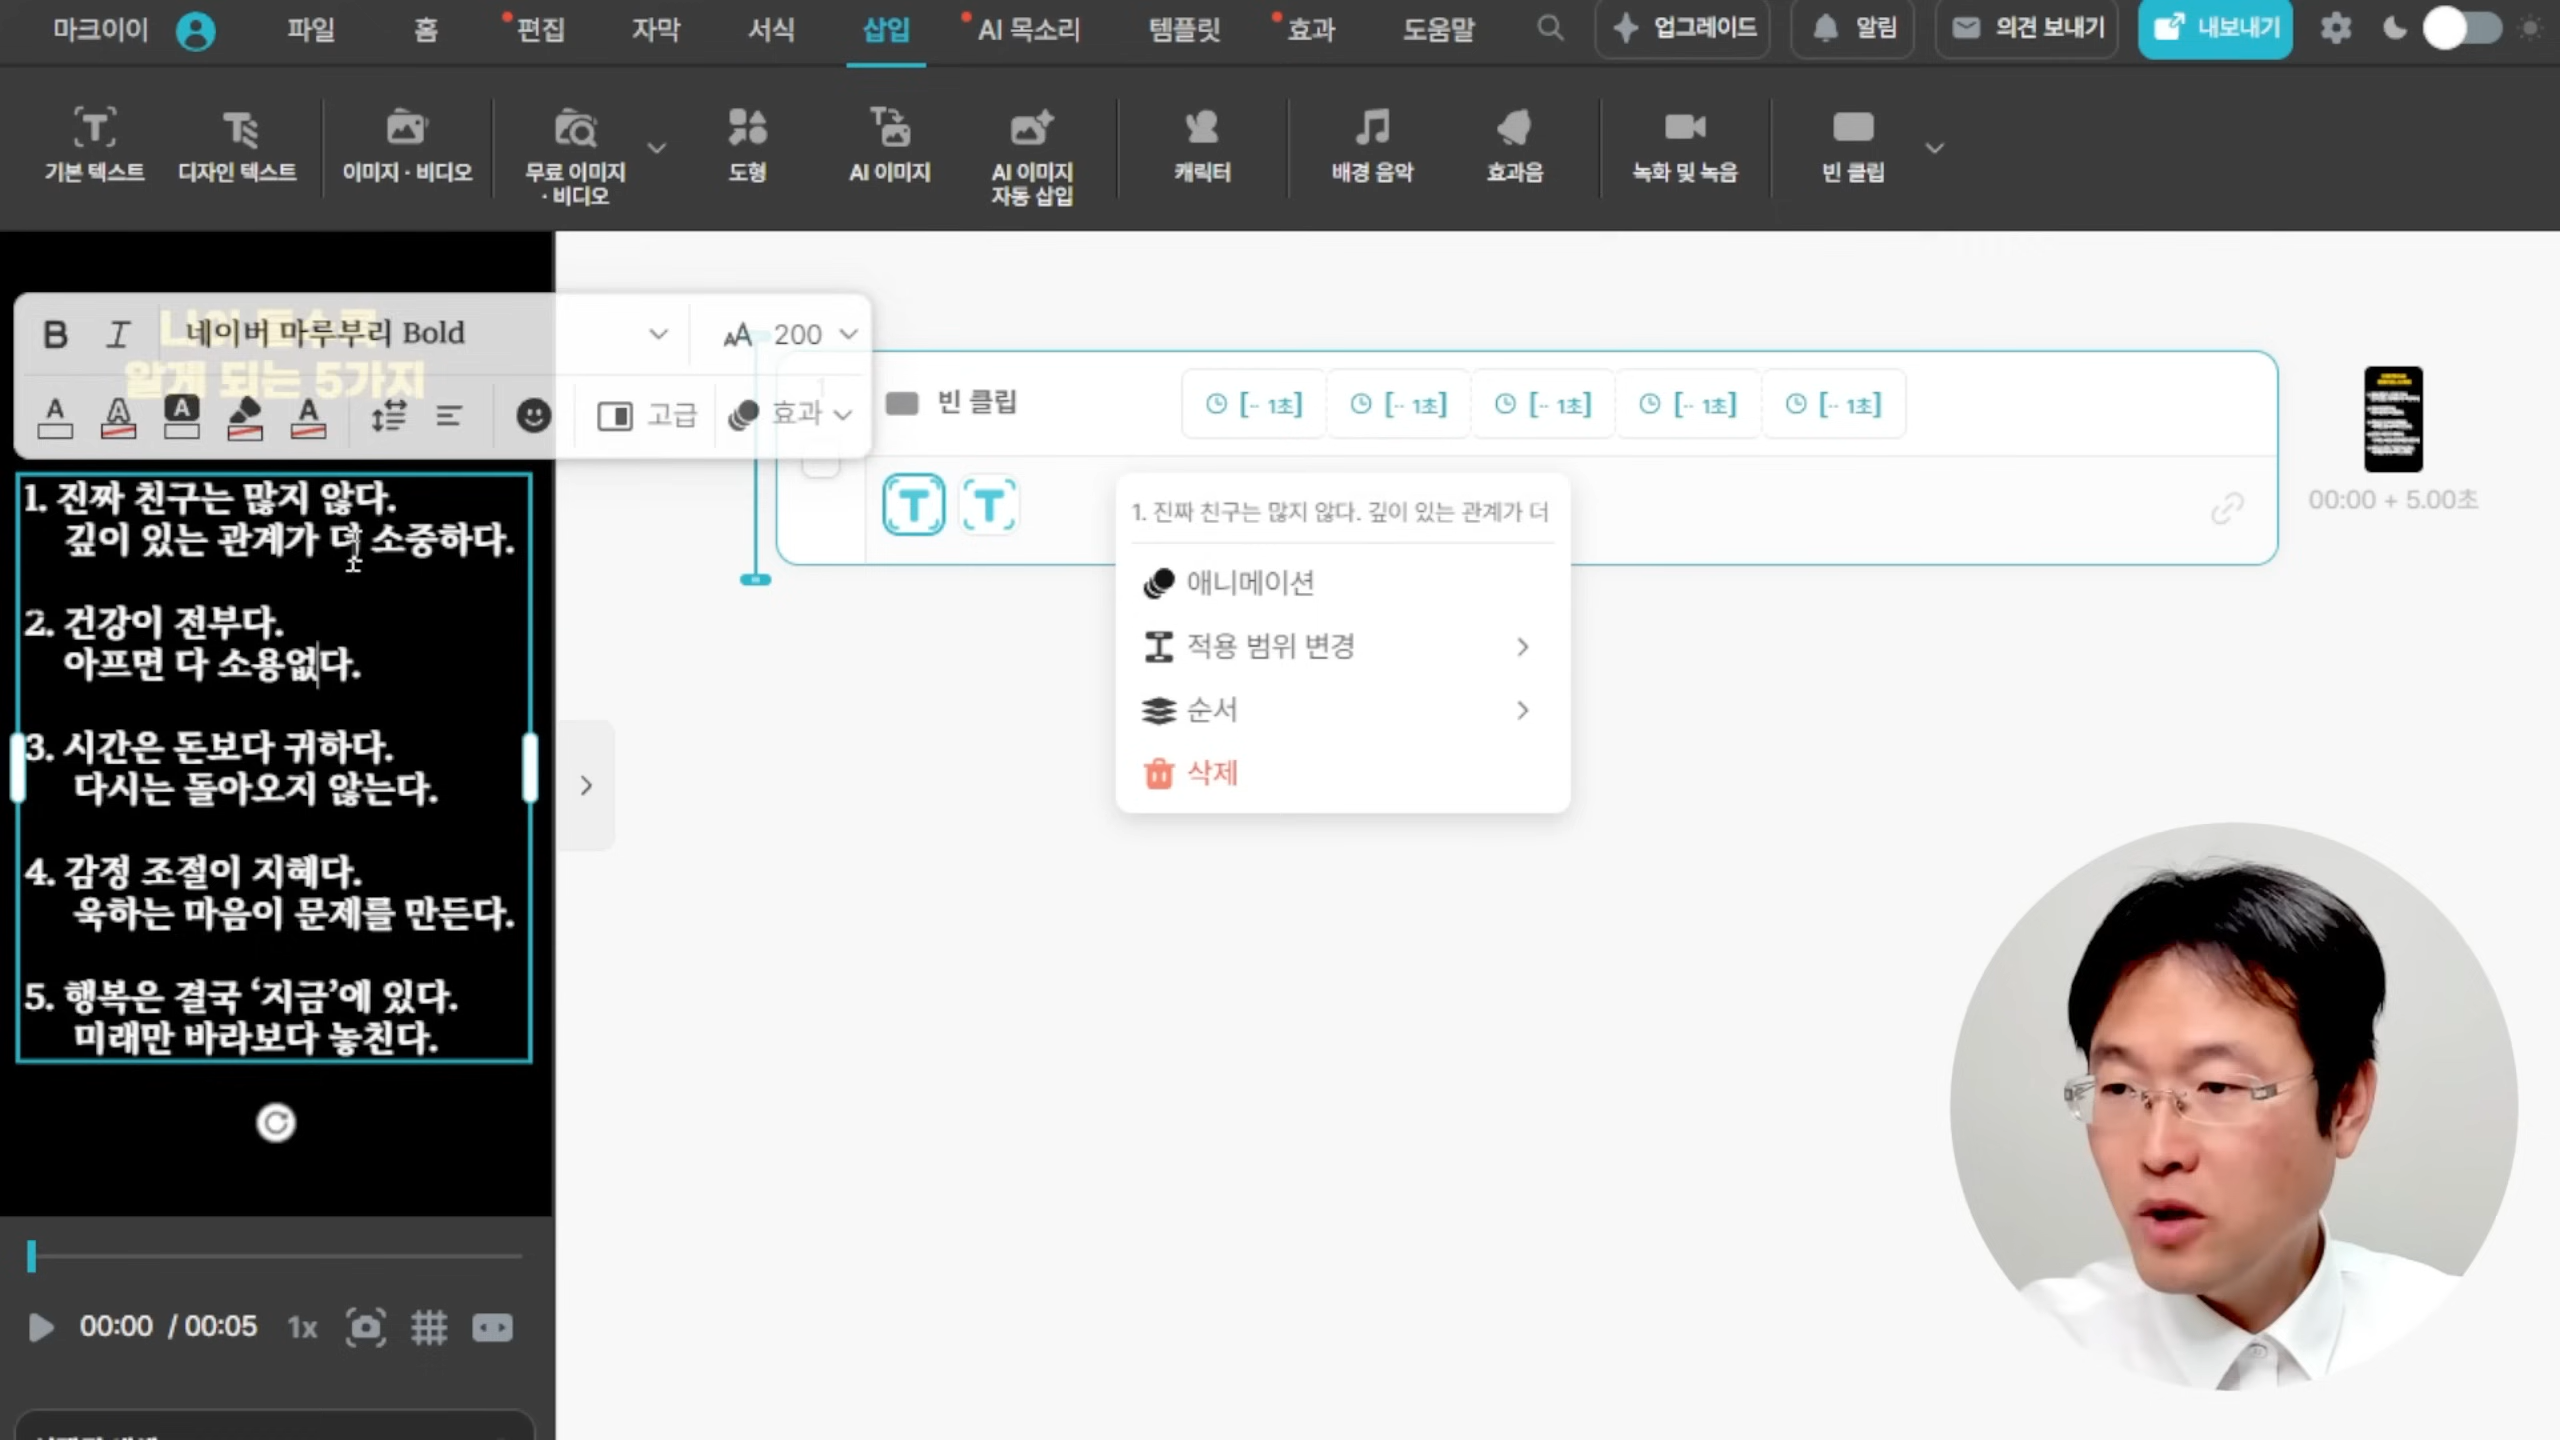 마크이이 파일 홈 편집 자막 서식 삽입 AI 목소리 템플릿 효과 도움말 업그레이드 알림 의견 보내기 내보내기
기본 텍스트 디자인 텍스트 이미지 · 비디오 무료 이미지 · 비디오 도형 AI 이미지 AI 이미지 자동 삽입 캐릭터 배경 음악 효과음 녹화 및 녹음 빈 클립
B I 네이버 마루부리 Bold AA 200
알게 되는 5가지
A A A A 고급 효과
1. 진짜 친구는 많지 않다.
깊이 있는 관계가 더 소중하다.
2. 건강이 전부다.
아프면 다 소용없다.
3. 시간은 돈보다 귀하다.
다시는 돌아오지 않는다.
4. 감정 조절이 지혜다.
욱하는 마음이 문제를 만든다.
5. 행복은 결국 ‘지금’에 있다.
미래만 바라보다 놓친다.
00:00 / 00:05 1x
1
빈 클립 [·· 1초] [·· 1초] [·· 1초] [·· 1초] [·· 1초]
T T
00:00 + 5.00초
1. 진짜 친구는 많지 않다. 깊이 있는 관계가 더
애니메이션
적용 범위 변경
순서
삭제